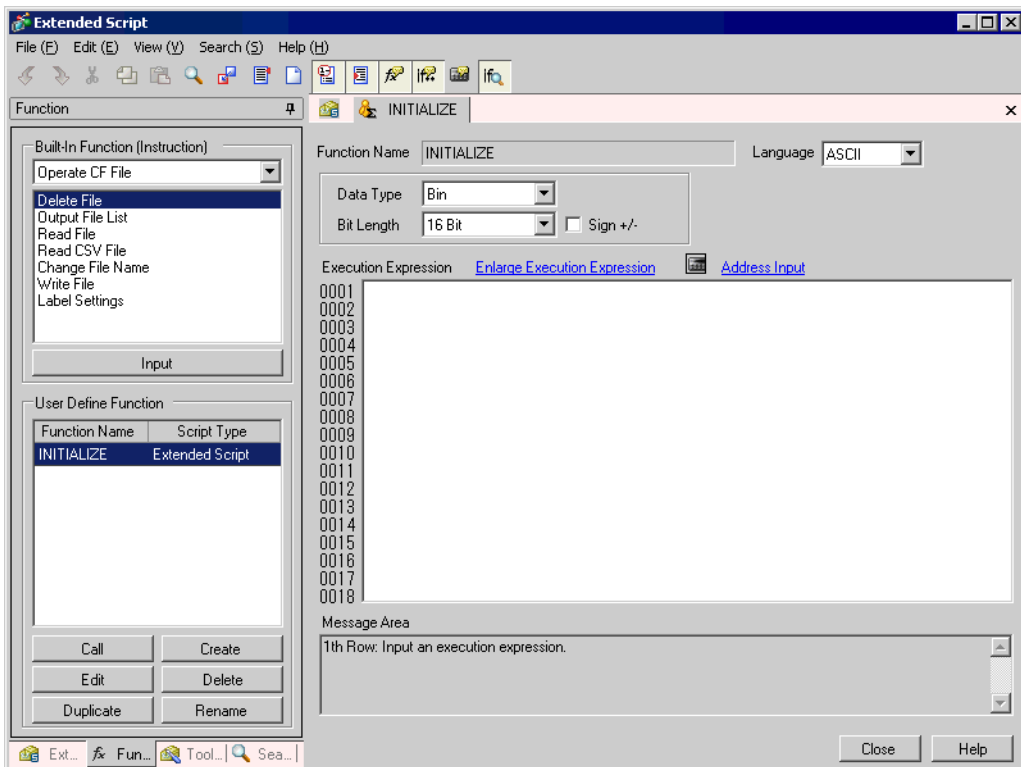 Extended Script
File (F) Edit (E) View (V) Search (S) Help (H)
Function
INITIALIZE
Built-In Function (Instruction)
Operate CF File
Delete File
Output File List
Read File
Read CSV File
Change File Name
Write File
Label Settings
Input
User Define Function
Function Name Script Type
INITIALIZE Extended Script
Call Create
Edit Delete
Duplicate Rename
Ext... fx Fun... Tool... Sea...
Function Name INITIALIZE Language ASCII
Data Type Bin
Bit Length 16 Bit Sign +/-
Execution Expression Enlarge Execution Expression Address Input
0001
0002
0003
0004
0005
0006
0007
0008
0009
0010
0011
0012
0013
0014
0015
0016
0017
0018
Message Area
1th Row: Input an execution expression.
Close Help